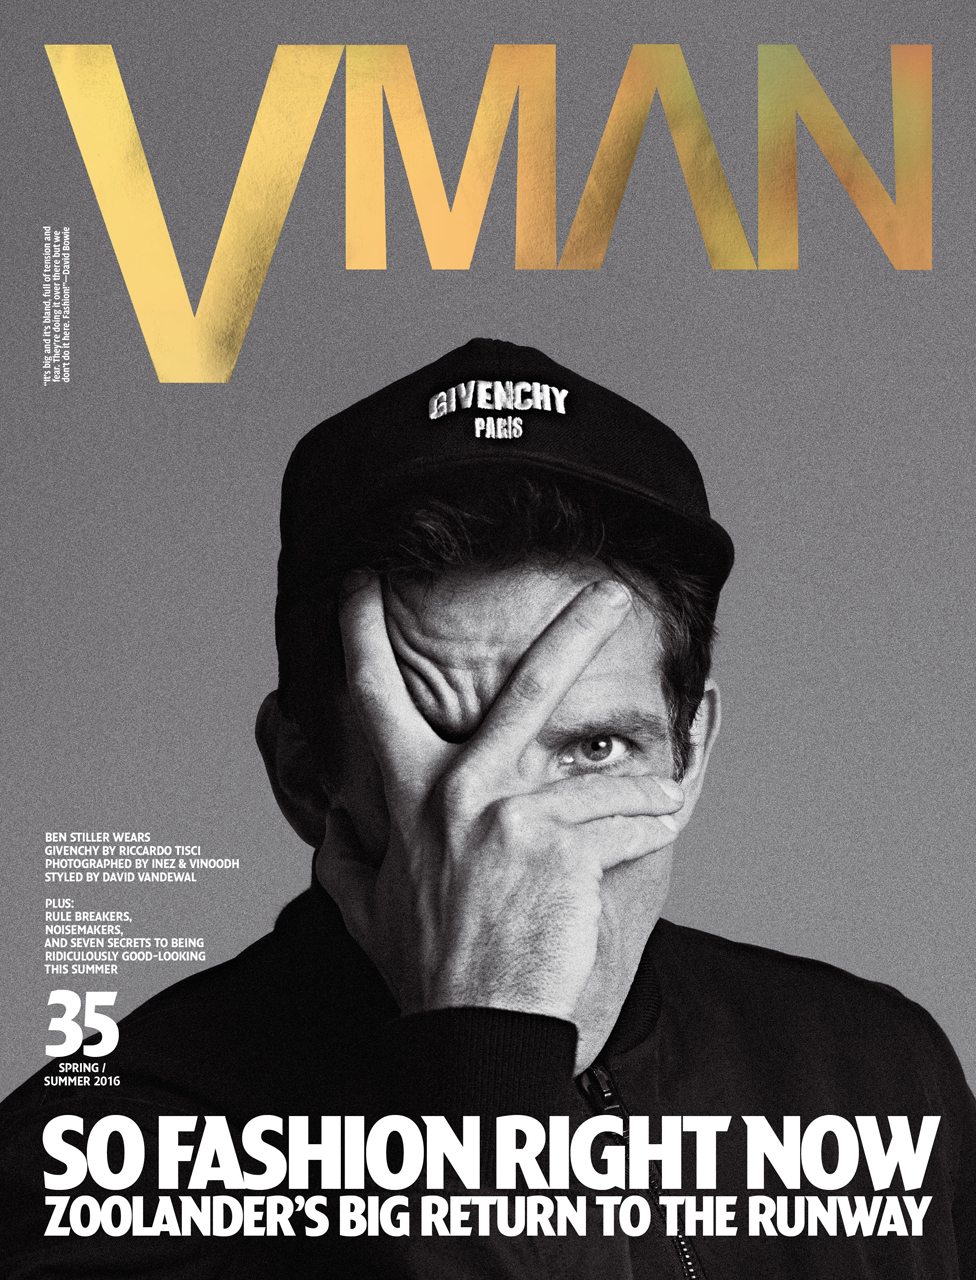 VMAN
"It's big and it's bland, full of tension and
fear. They're doing it over there but we
don't do it here. Fashion!"—David Bowie
GIVENCHY
PARIS
BEN STILLER WEARS
GIVENCHY BY RICCARDO TISCI
PHOTOGRAPHED BY INEZ & VINOODH
STYLED BY DAVID VANDEWAL
PLUS:
RULE BREAKERS,
NOISEMAKERS,
AND SEVEN SECRETS TO BEING
RIDICULOUSLY GOOD-LOOKING
THIS SUMMER
35
SPRING /
SUMMER 2016
SO FASHION RIGHT NOW
ZOOLANDER'S BIG RETURN TO THE RUNWAY